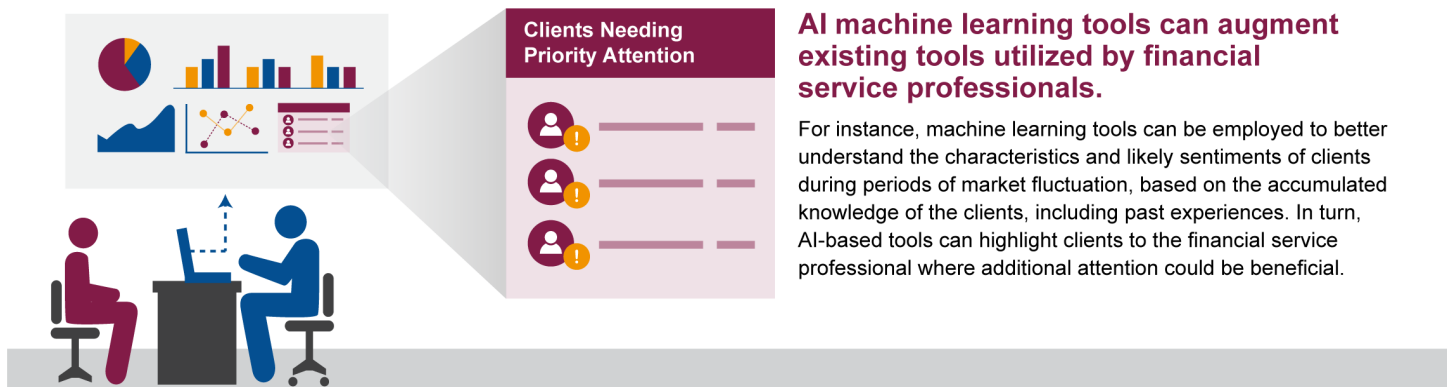 Clients Needing
Priority Attention
!
!
!
AI machine learning tools can augment
existing tools utilized by financial
service professionals.
For instance, machine learning tools can be employed to better
understand the characteristics and likely sentiments of clients
during periods of market fluctuation, based on the accumulated
knowledge of the clients, including past experiences. In turn,
AI-based tools can highlight clients to the financial service
professional where additional attention could be beneficial.